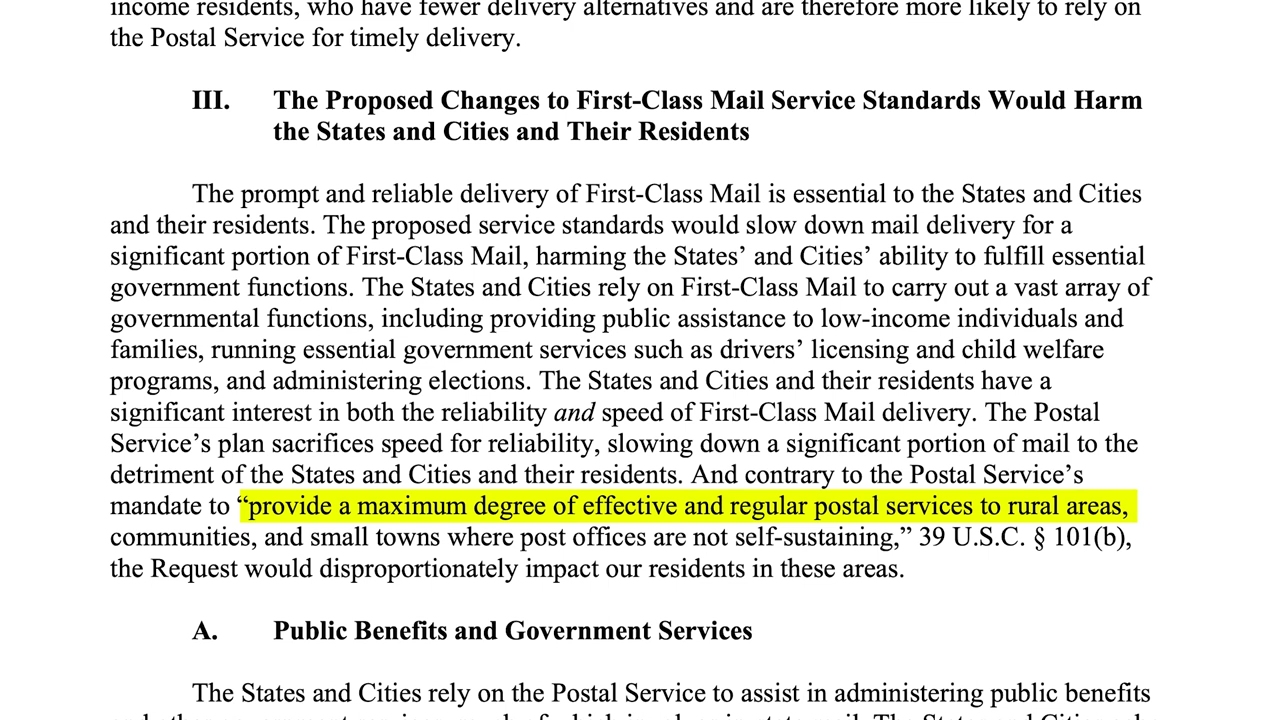 income residents, who have fewer delivery alternatives and are therefore more likely to rely on
the Postal Service for timely delivery.
III. The Proposed Changes to First-Class Mail Service Standards Would Harm
the States and Cities and Their Residents
The prompt and reliable delivery of First-Class Mail is essential to the States and Cities
and their residents. The proposed service standards would slow down mail delivery for a
significant portion of First-Class Mail, harming the States’ and Cities’ ability to fulfill essential
government functions. The States and Cities rely on First-Class Mail to carry out a vast array of
governmental functions, including providing public assistance to low-income individuals and
families, running essential government services such as drivers’ licensing and child welfare
programs, and administering elections. The States and Cities and their residents have a
significant interest in both the reliability and speed of First-Class Mail delivery. The Postal
Service’s plan sacrifices speed for reliability, slowing down a significant portion of mail to the
detriment of the States and Cities and their residents. And contrary to the Postal Service’s
mandate to “provide a maximum degree of effective and regular postal services to rural areas,
communities, and small towns where post offices are not self-sustaining,” 39 U.S.C. § 101(b),
the Request would disproportionately impact our residents in these areas.
A. Public Benefits and Government Services
The States and Cities rely on the Postal Service to assist in administering public benefits